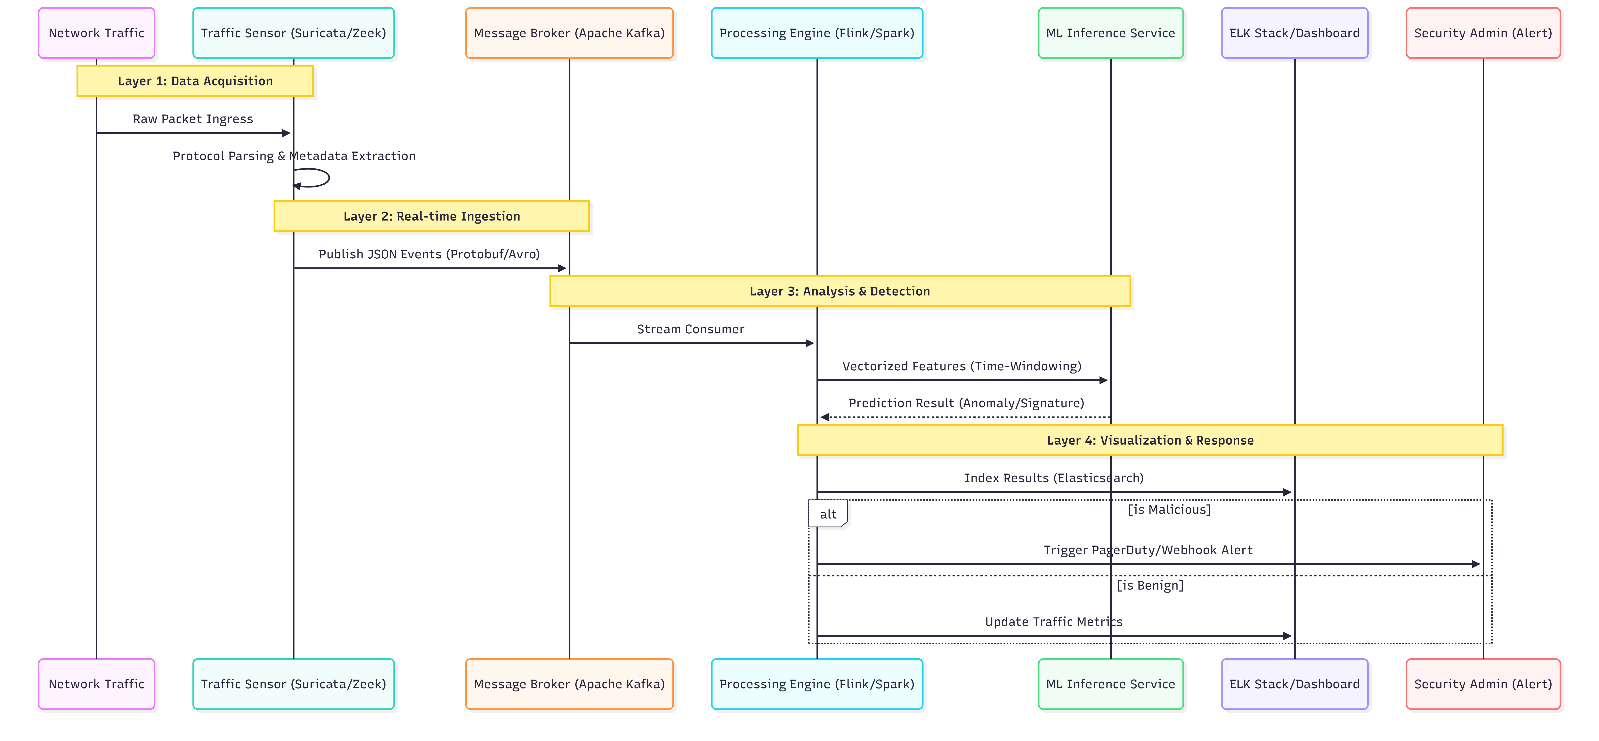 Network Traffic
Traffic Sensor (Suricata/Zeek)
Message Broker (Apache Kafka)
Processing Engine (Flink/Spark)
ML Inference Service
ELK Stack/Dashboard
Security Admin (Alert)
Layer 1: Data Acquisition
Raw Packet Ingress
Protocol Parsing & Metadata Extraction
Layer 2: Real-time Ingestion
Publish JSON Events (Protobuf/Avro)
Layer 3: Analysis & Detection
Stream Consumer
Vectorized Features (Time-Windowing)
Prediction Result (Anomaly/Signature)
Layer 4: Visualization & Response
Index Results (Elasticsearch)
alt
[is Malicious]
Trigger PagerDuty/Webhook Alert
[is Benign]
Update Traffic Metrics
Network Traffic
Traffic Sensor (Suricata/Zeek)
Message Broker (Apache Kafka)
Processing Engine (Flink/Spark)
ML Inference Service
ELK Stack/Dashboard
Security Admin (Alert)